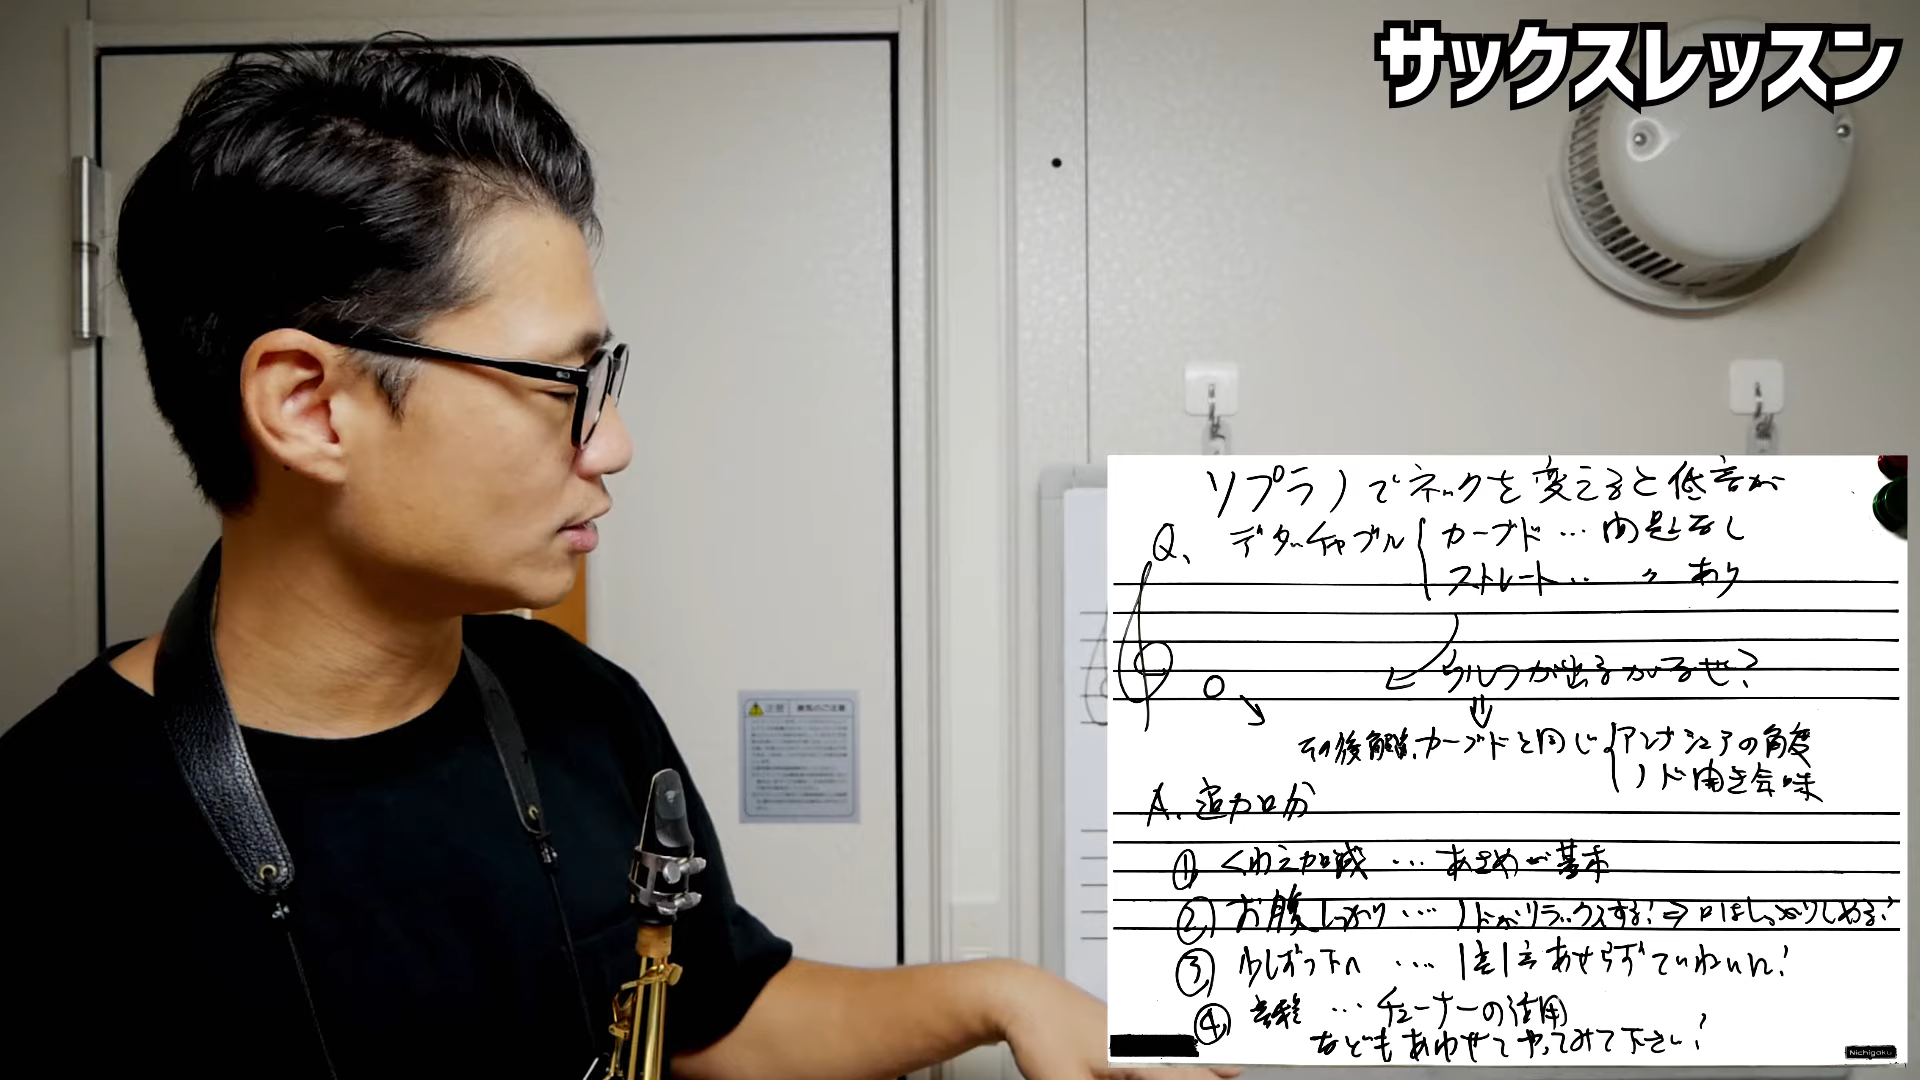 サックスレッスン
ソプラノでネックを変えると低音が
Q、デタッチャブル カーブド…問題なし
ストレート…〃 あり
ウルフが出るがなぜ?
その後解説、カーブドと同じ アンブシュアの角度
ノド開き気味
A、追加分
① くわえ加減…あさめが基本
② お腹しっかり…ノドがリラックスする!⇒口はしっかりしめる!
③ 少しずつ下へ…1音1音あせらずていねいに!
④ 音程…チューナーの活用
などもあわせてやってみて下さい!
注意
Nichigaku